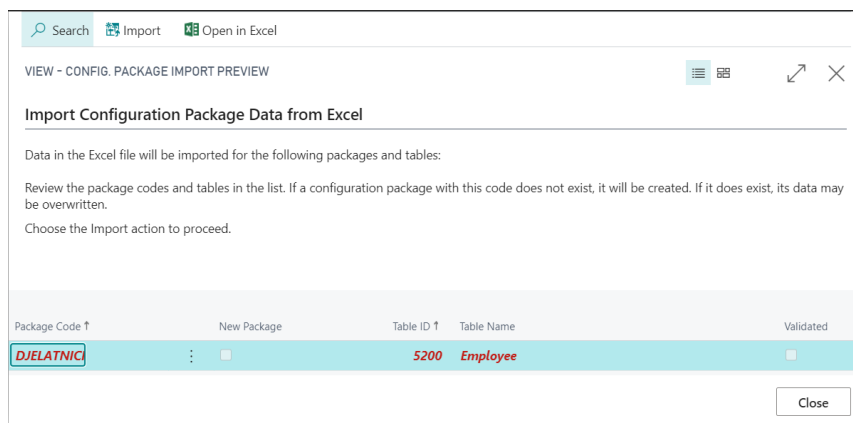 Search Import Open in Excel
VIEW - CONFIG. PACKAGE IMPORT PREVIEW
Import Configuration Package Data from Excel
Data in the Excel file will be imported for the following packages and tables:
Review the package codes and tables in the list. If a configuration package with this code does not exist, it will be created. If it does exist, its data may
be overwritten.
Choose the Import action to proceed.
Package Code ↑ New Package Table ID ↑ Table Name Validated
DJELATNICI 5200 Employee
Close